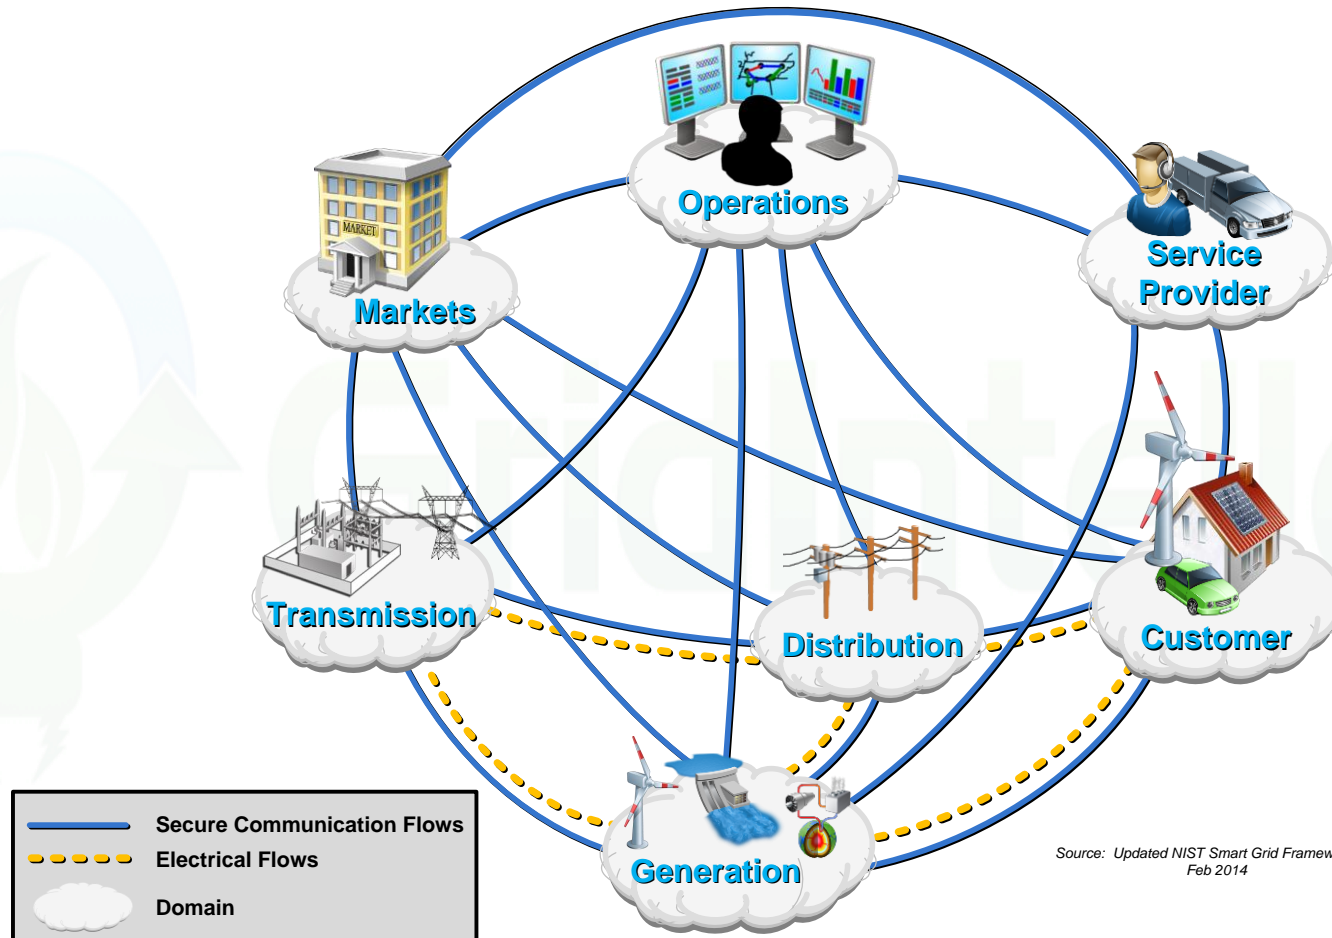 Operations
MARKET
Markets
Service
Provider
Transmission
Distribution
Customer
Generation
Secure Communication Flows
Electrical Flows
Domain
Source: Updated NIST Smart Grid Framew
Feb 2014
GridIntell